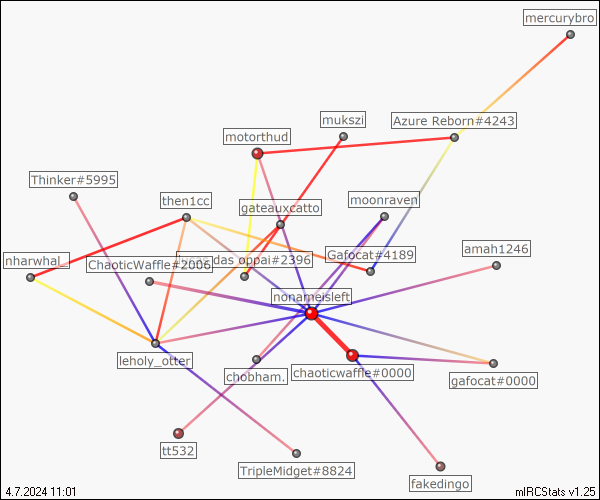 mercurybro
mukszi
Azure Reborn#4243
motorthud
Thinker#5995
then1cc
moonraven
gateauxcatto
amah1246
Gafocat#4189
das oppai#2396
nharwhal_
ChaoticWaffle#2006
nonameisleft
leholy_otter
chobham.
chaoticwaffle#0000
gafocat#0000
tt532
TripleMidget#8824
fakedingo
4.7.2024 11:01
mIRCStats v1.25